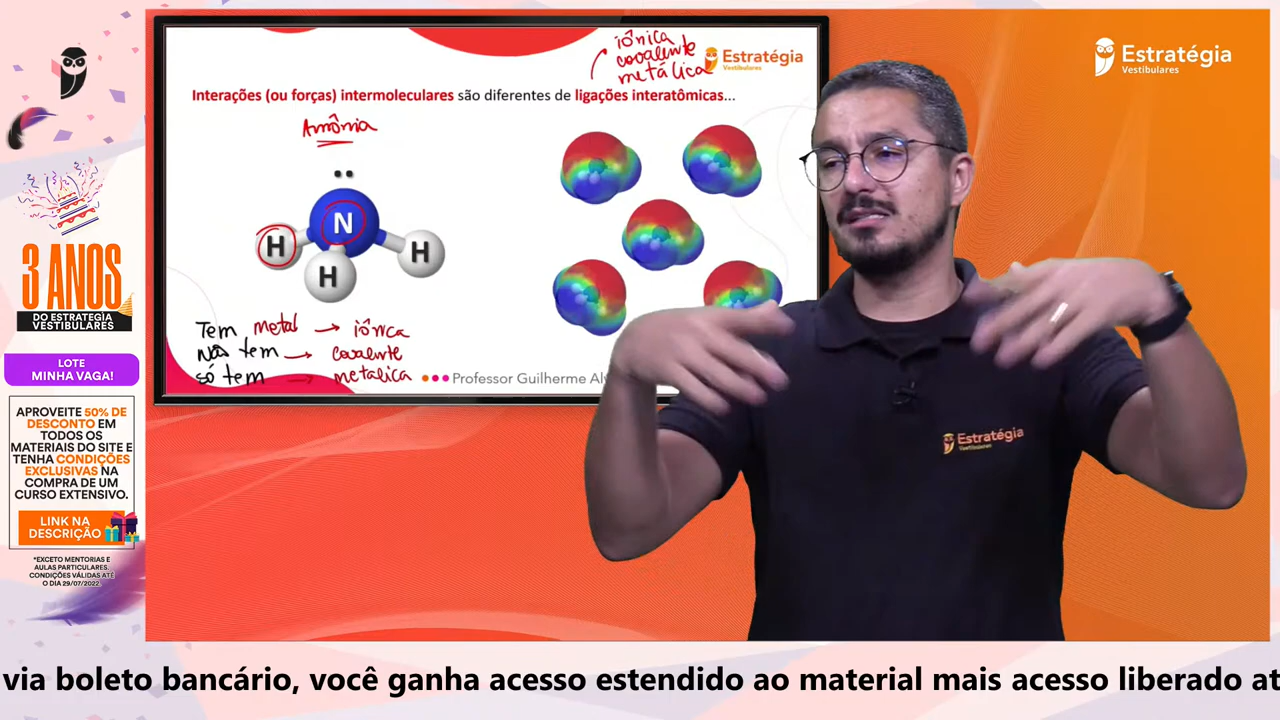 3 ANOS
DO ESTRATEGIA
VESTIBULARES
LOTE
MINHA VAGA!
APROVEITE 50% DE
DESCONTO EM
TODOS OS
MATERIAIS DO SITE E
TENHA CONDIÇÕES
EXCLUSIVAS NA
COMPRA DE UM
CURSO EXTENSIVO.
LINK NA
DESCRIÇÃO
*EXCETO MENTORIAS E
AULAS PARTICULARES.
CONDIÇÕES VÁLIDAS ATÉ
O DIA 29/07/2022.
iônica
covalente
metálica
Estratégia
Vestibulares
Interações (ou forças) intermoleculares são diferentes de ligações interatômicas...
Amônia
N
H
H
H
Tem metal → iônica
Não tem → covalente
só tem → metalica
Professor Guilherme Al
Estratégia
Vestibulares
Estratégia
Vestibulares
via boleto bancário, você ganha acesso estendido ao material mais acesso liberado at